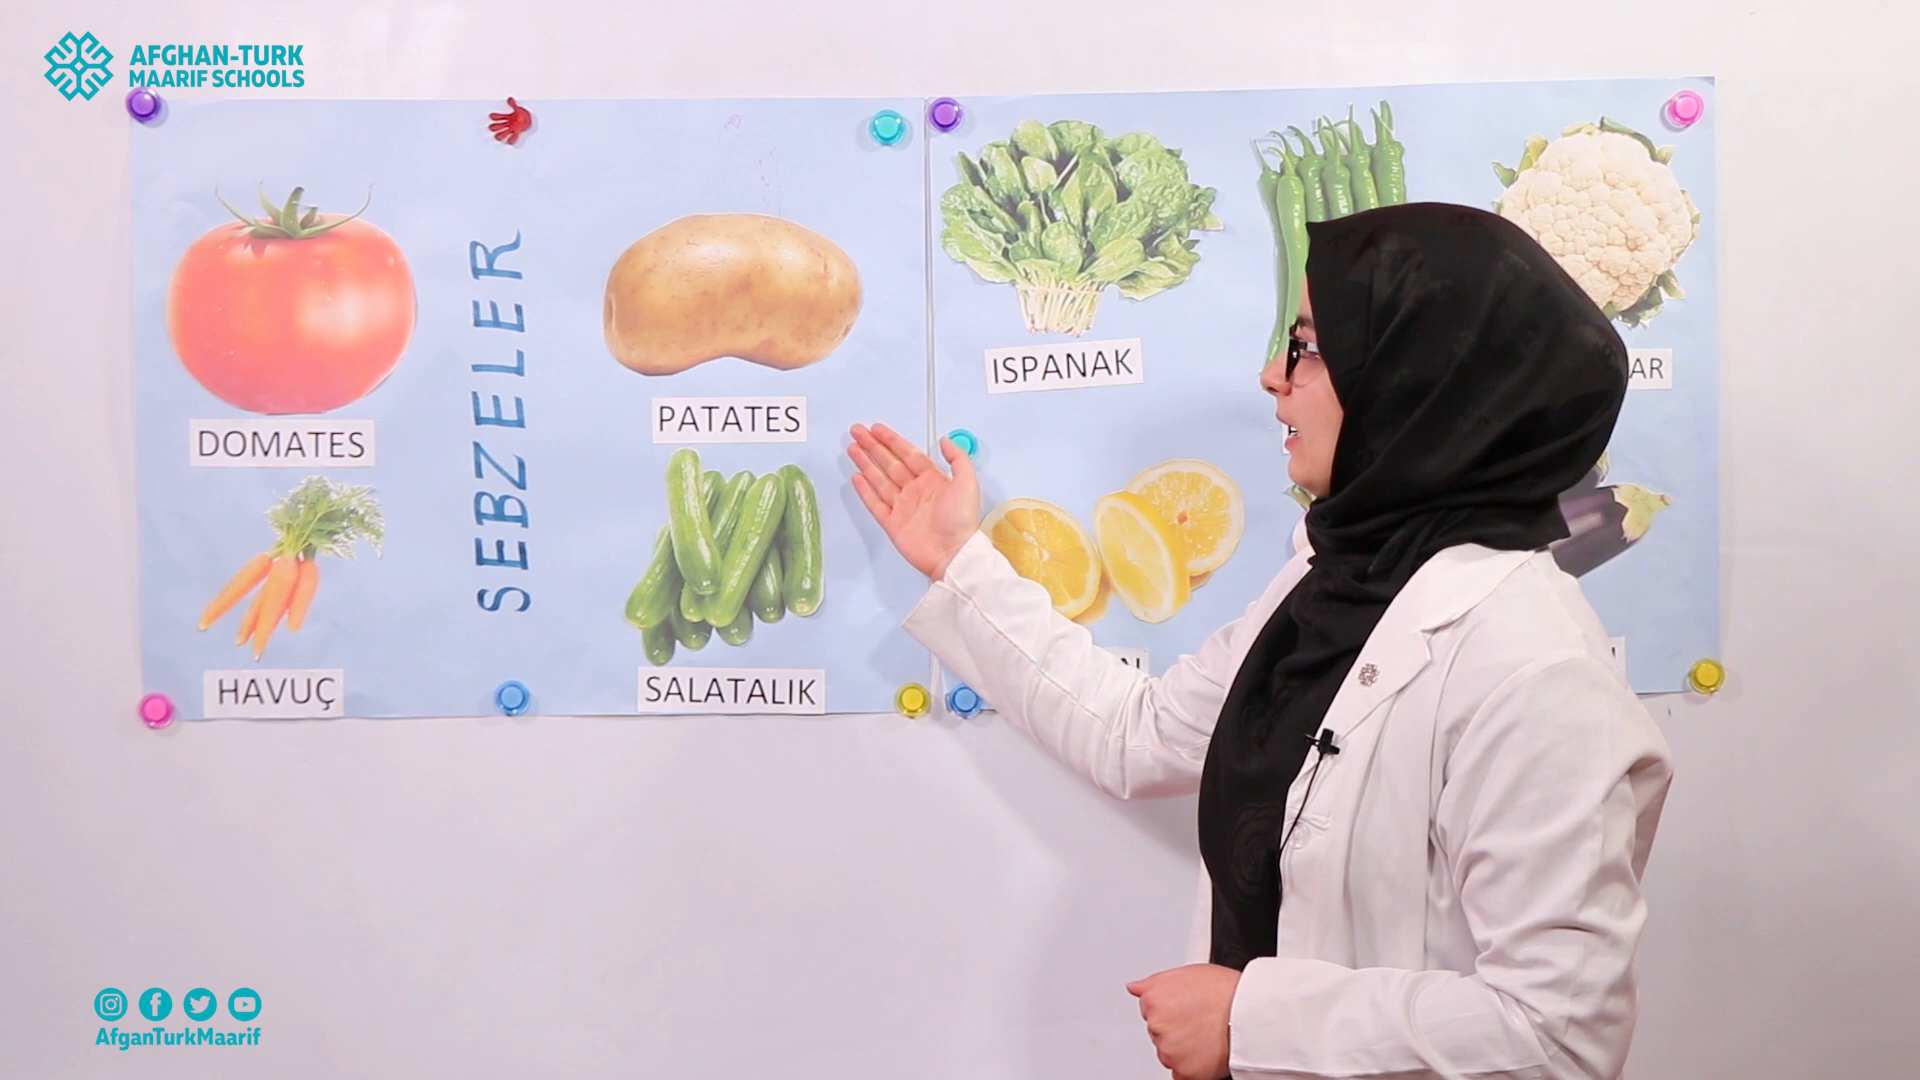 AFGHAN-TURK
MAARIF SCHOOLS
SEBZELER
DOMATES
PATATES
HAVUÇ
SALATALIK
ISPANAK
AfganTurkMaarif